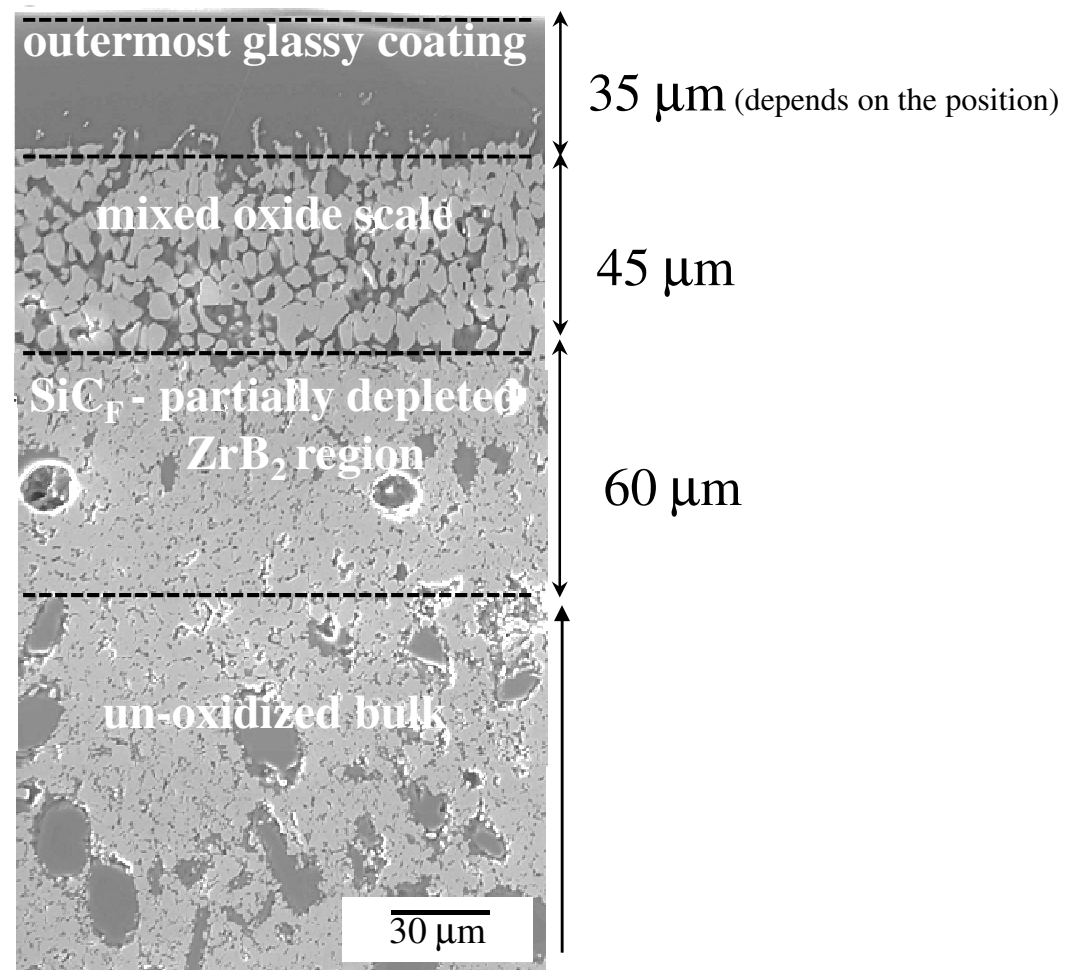 outermost glassy coating
35 μm (depends on the position)
mixed oxide scale
45 μm
SiC_F - partially depleted
ZrB₂ region
60 μm
un-oxidized bulk
30 μm